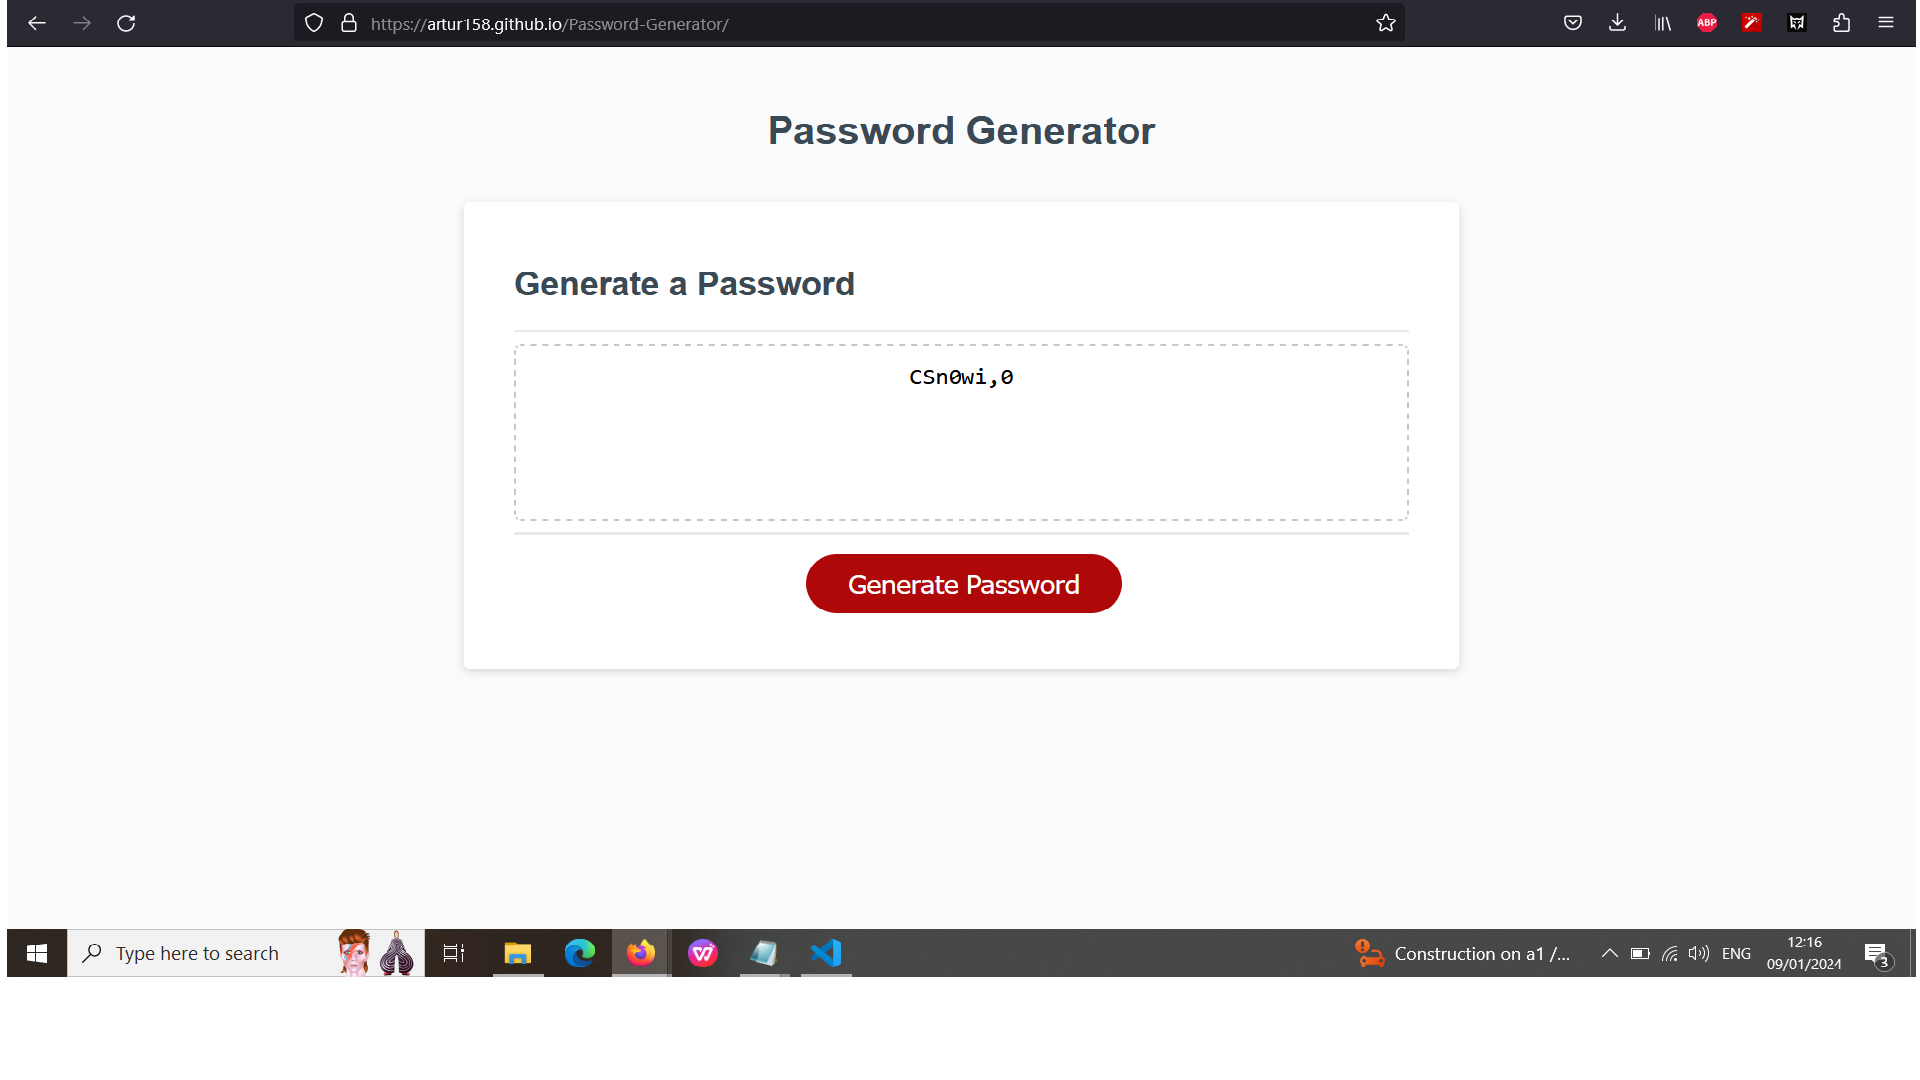 https://artur158.github.io/Password-Generator/
ABP
Password Generator
Generate a Password
CSn0wi,0
Generate Password
Type here to search
Construction on a1 /...
ENG
12:16
09/01/2024
3